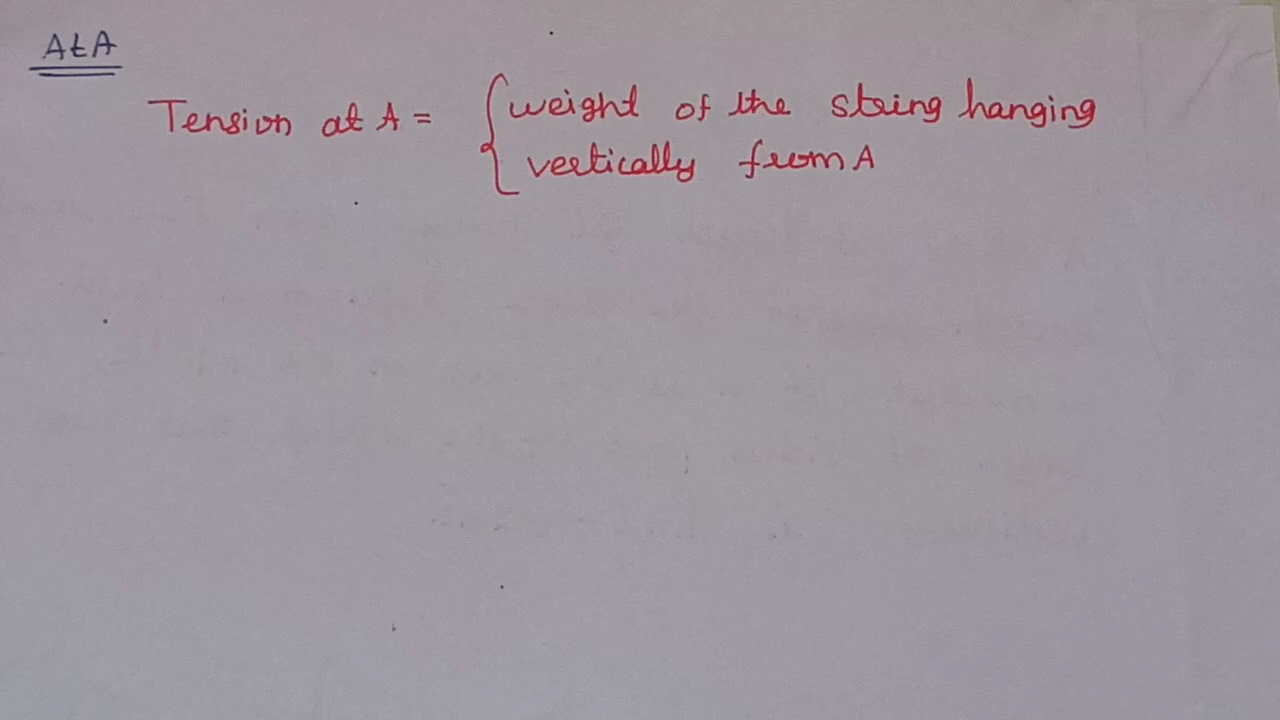 At A
Tension at A = weight of the string hanging
vertically from A